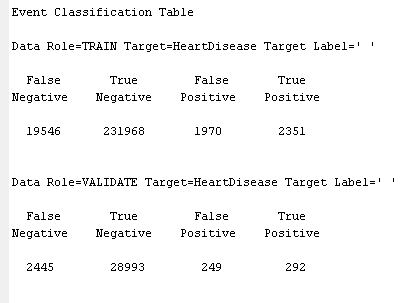 Event Classification Table
Data Role=TRAIN Target=HeartDisease Target Label=' '
False True False True
Negative Negative Positive Positive
19546 231968 1970 2351
Data Role=VALIDATE Target=HeartDisease Target Label=' '
False True False True
Negative Negative Positive Positive
2445 28993 249 292